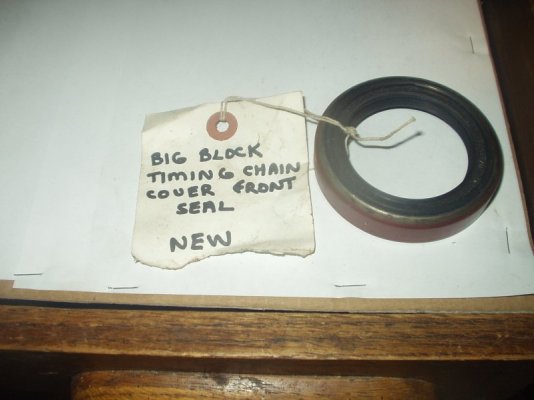 BIG BLOCK
TIMING CHAIN
COVER FRONT
SEAL
NEW